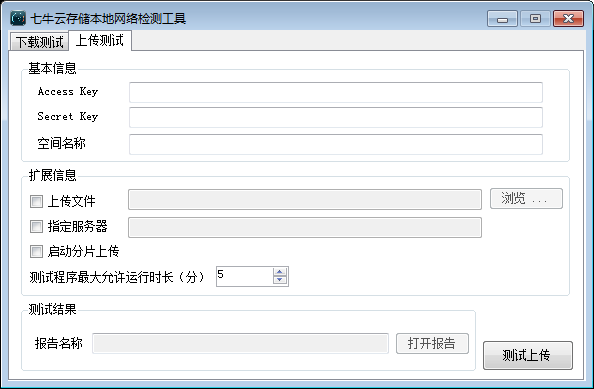 七牛云存储本地网络检测工具
下载测试 上传测试
基本信息
Access Key
Secret Key
空间名称
扩展信息
上传文件 浏览 ...
指定服务器
启动分片上传
测试程序最大允许运行时长（分） 5
测试结果
报告名称 打开报告 测试上传